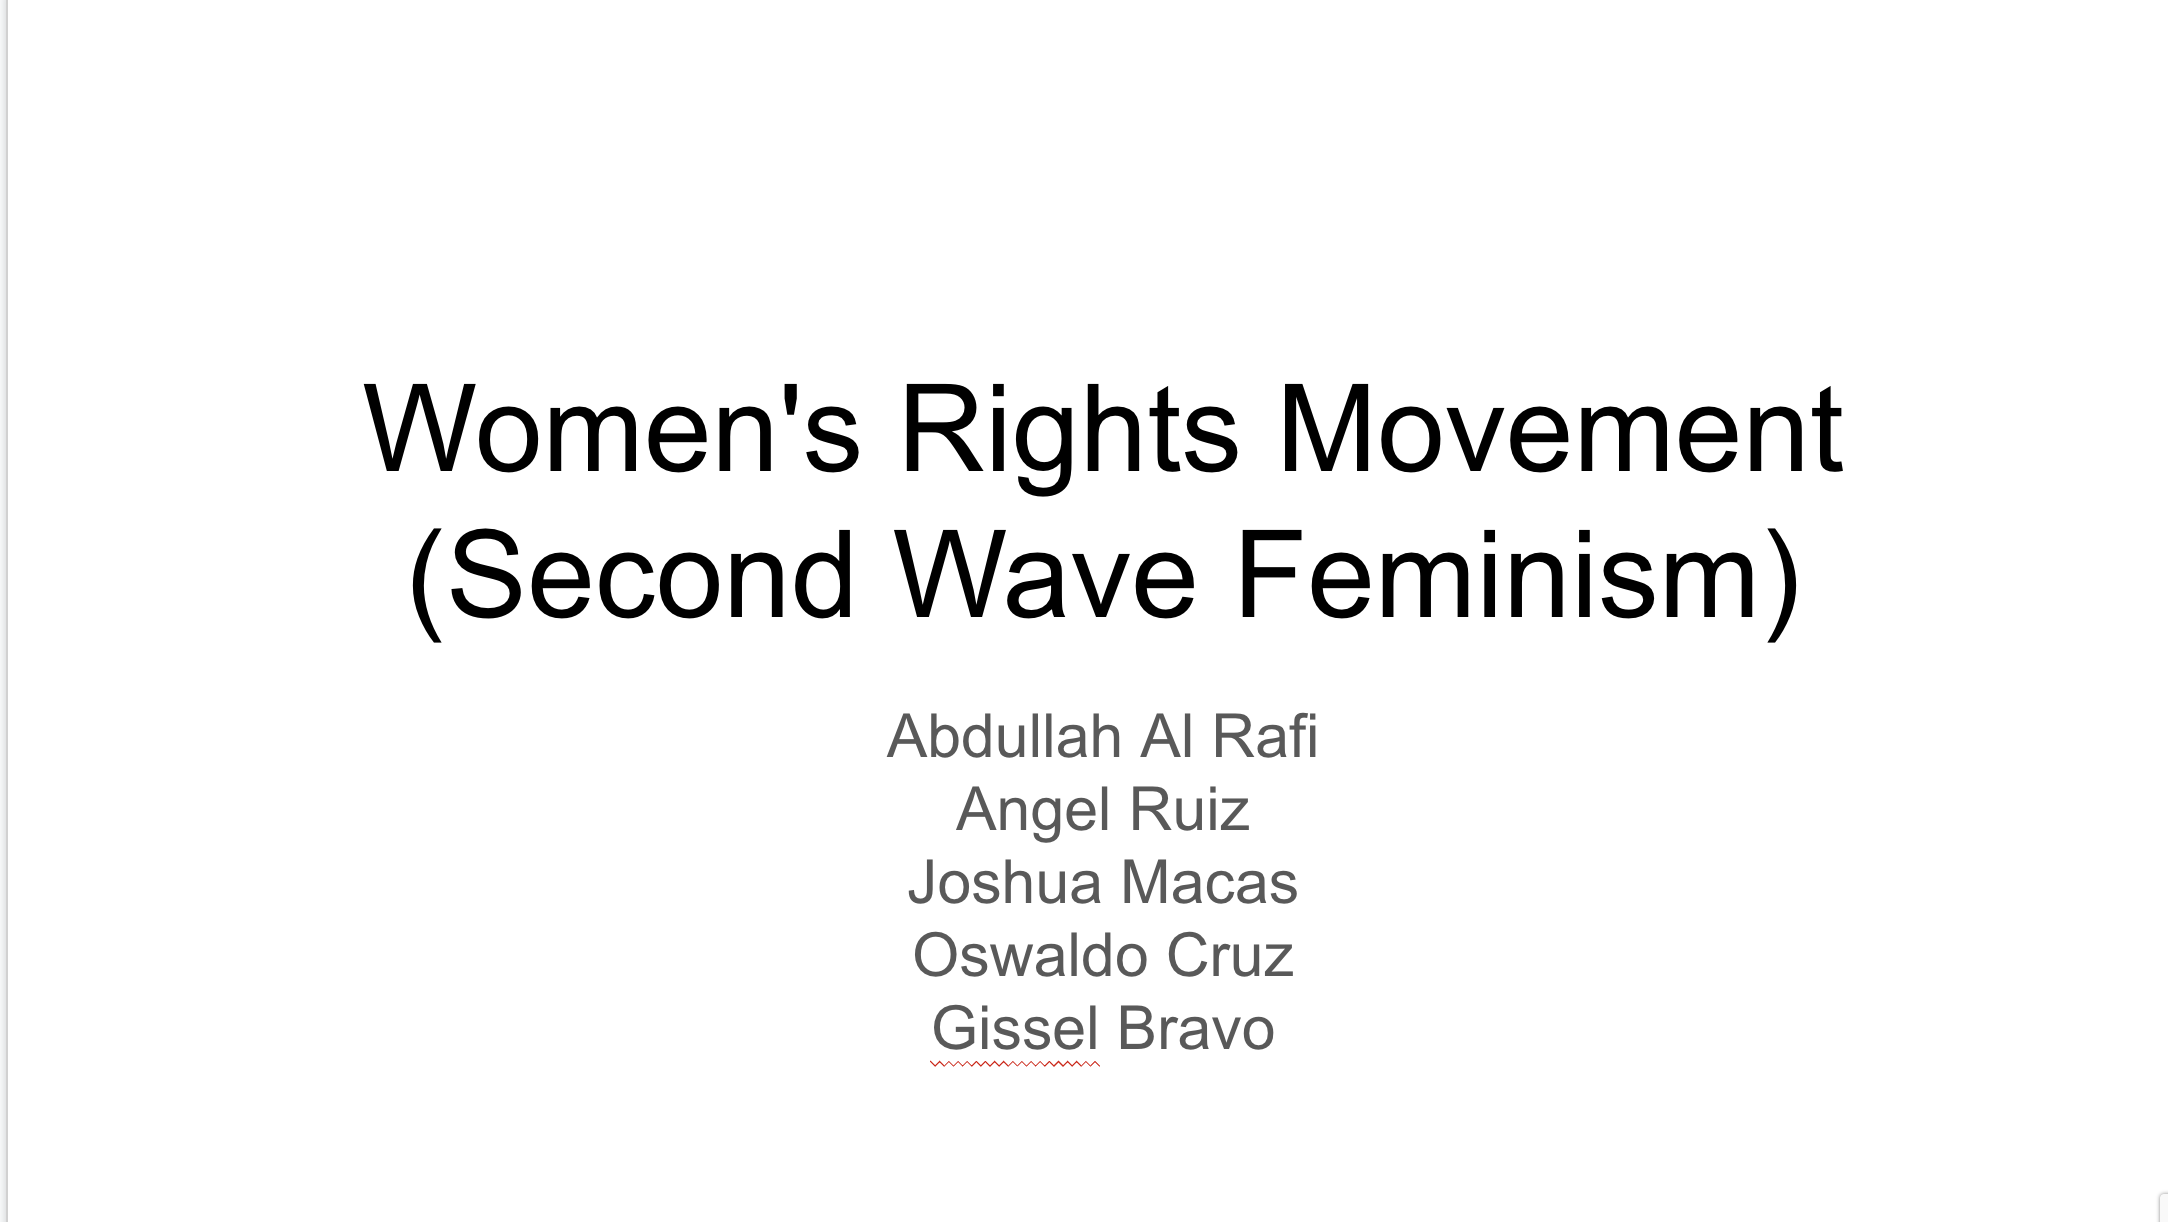 Women's Rights Movement
(Second Wave Feminism)
Abdullah Al Rafi
Angel Ruiz
Joshua Macas
Oswaldo Cruz
Gissel Bravo